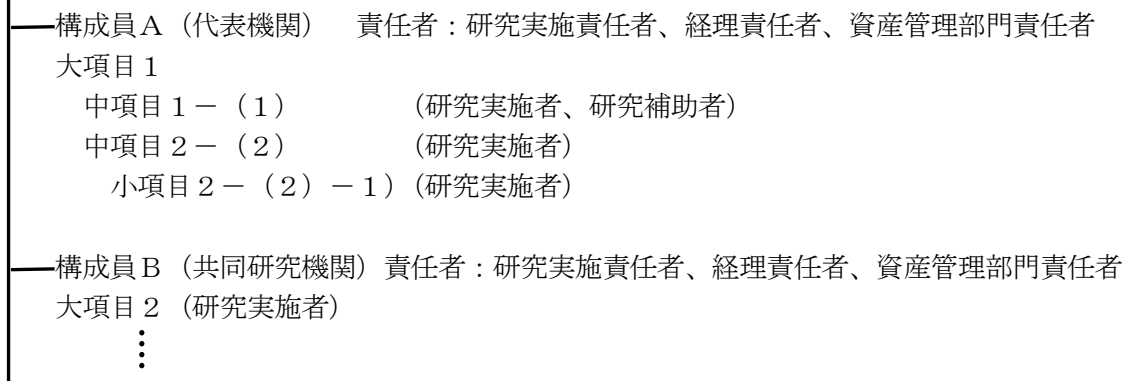 構成員Ａ（代表機関）　責任者：研究実施責任者、経理責任者、資産管理部門責任者
大項目１
中項目１－（１）　（研究実施者、研究補助者）
中項目２－（２）　（研究実施者）
小項目２－（２）－１）（研究実施者）
構成員Ｂ（共同研究機関）責任者：研究実施責任者、経理責任者、資産管理部門責任者
大項目２（研究実施者）